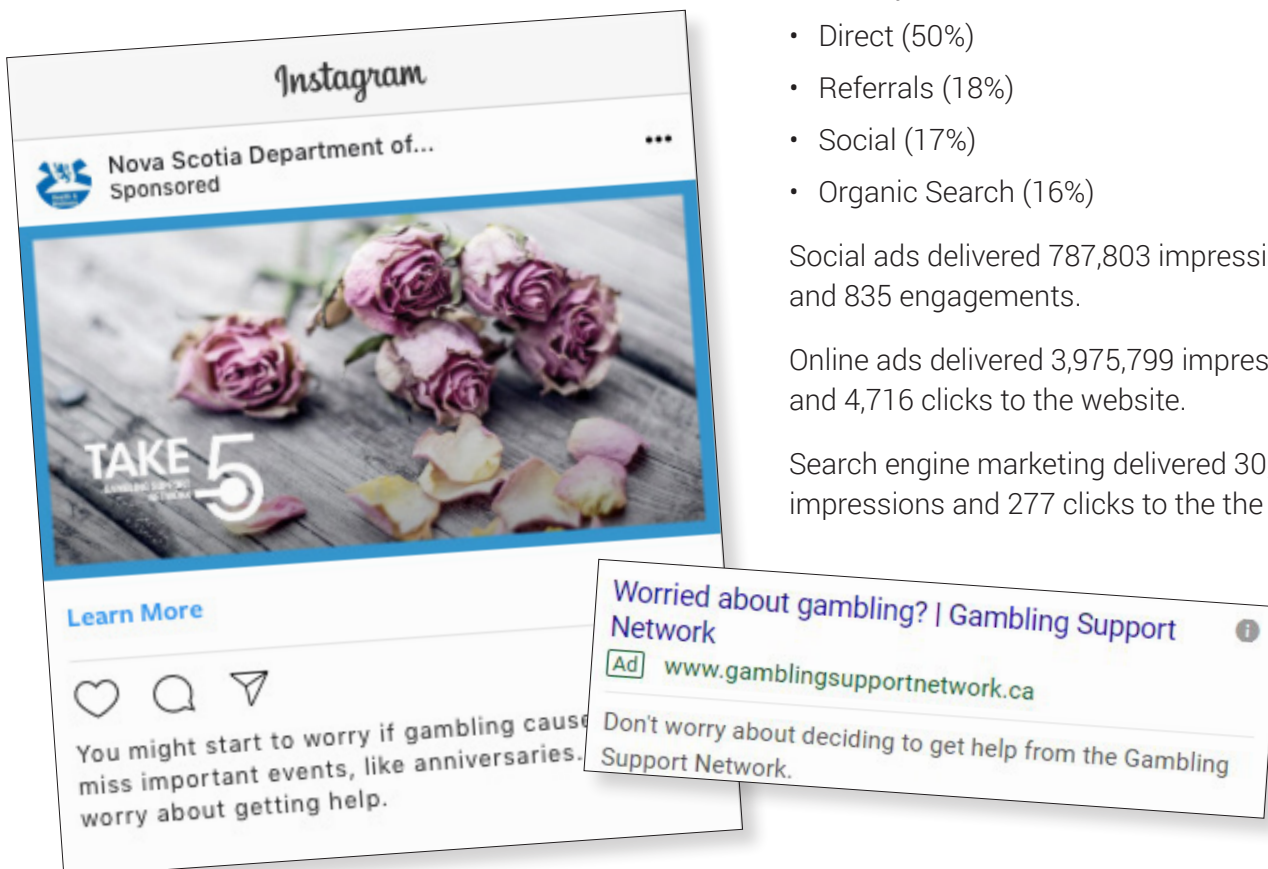 Instagram
Nova Scotia Department of...
Sponsored
•••
TAKE 5
GAMBLING SUPPORT
NETWORK
Learn More
You might start to worry if gambling cause
miss important events, like anniversaries.
worry about getting help.
• Direct (50%)
• Referrals (18%)
• Social (17%)
• Organic Search (16%)
Social ads delivered 787,803 impressi
and 835 engagements.
Online ads delivered 3,975,799 impres
and 4,716 clicks to the website.
Search engine marketing delivered 30
impressions and 277 clicks to the the
Worried about gambling? | Gambling Support
Network
Ad www.gamblingsupportnetwork.ca
Don't worry about deciding to get help from the Gambling
Support Network.